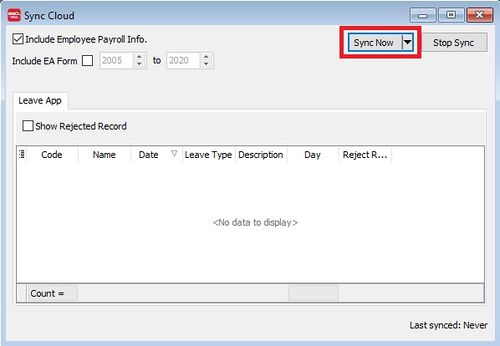 Sync Cloud
Include Employee Payroll Info.
Sync Now
Stop Sync
Include EA Form 2005 to 2020
Leave App
Show Rejected Record
Code Name Date Leave Type Description Day Reject R...
<No data to display>
Count =
Last synced: Never